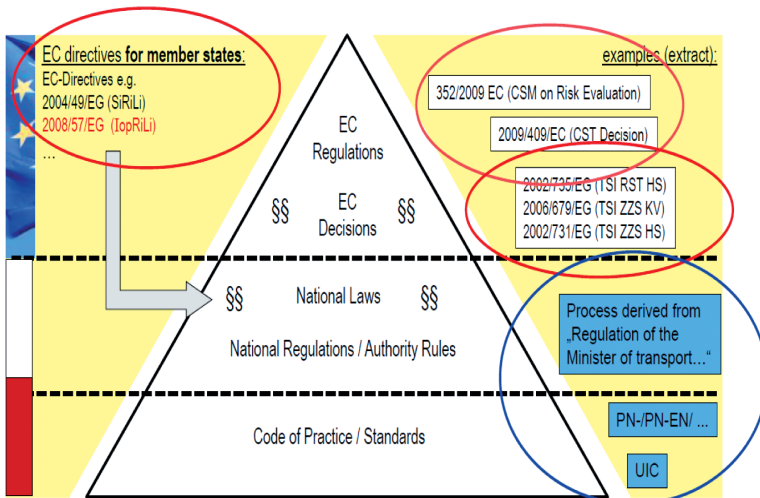 EC directives for member states:
EC-Directives e.g.
2004/49/EG (SiRiLi)
2008/57/EG (IopRiLi)
...
examples (extract):
352/2009 EC (CSM on Risk Evaluation)
2009/409/EC (CST Decision)
2002/735/EG (TSI RST HS)
2006/679/EG (TSI ZZS KV)
2002/731/EG (TSI ZZS HS)
EC
Regulations
§§ EC §§
Decisions
§§ National Laws §§
National Regulations / Authority Rules
Code of Practice / Standards
Process derived from
„Regulation of the
Minister of transport…“
PN-/PN-EN/ ...
UIC